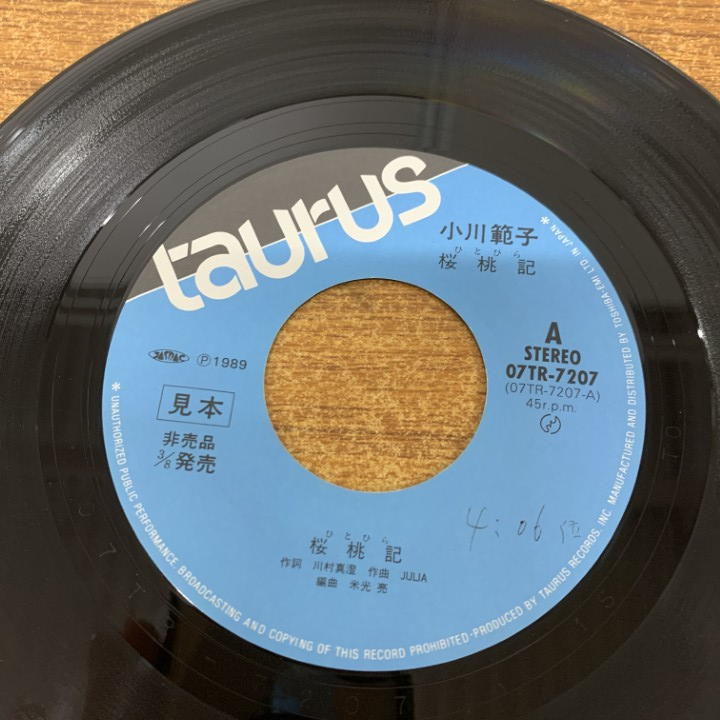 taurus
小川範子
ひとひら
桜桃記
A
STEREO
07TR-7207
(07TR-7207-A)
45r.p.m.
JASRAC Ⓟ1989
見本
非売品
3/8発売
4:06
ひとひら
桜桃記
作詞 川村真澄 作曲 JULIA
編曲 米光 亮
* UNAUTHORIZED PUBLIC PERFORMANCE, BROADCASTING AND COPYING OF THIS RECORD PROHIBITED-PRODUCED BY TAURUS RECORDS, INC. MANUFACTURED AND DISTRIBUTED BY TOSHIBA-EMI LTD IN JAPAN *